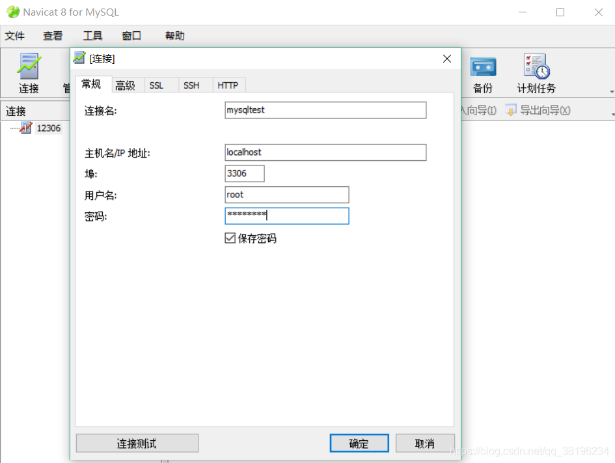 Navicat 8 for MySQL
文件 查看 工具 窗口 帮助
连接 备份 计划任务
[连接]
常规 高级 SSL SSH HTTP
连接
入向导(I) 导出向导(X)
12306
连接名: mysqltest
主机名/IP 地址: localhost
埠: 3306
用户名: root
密码: ********
保存密码
连接测试 确定 取消
https://blog.csdn.net/qq_38196234